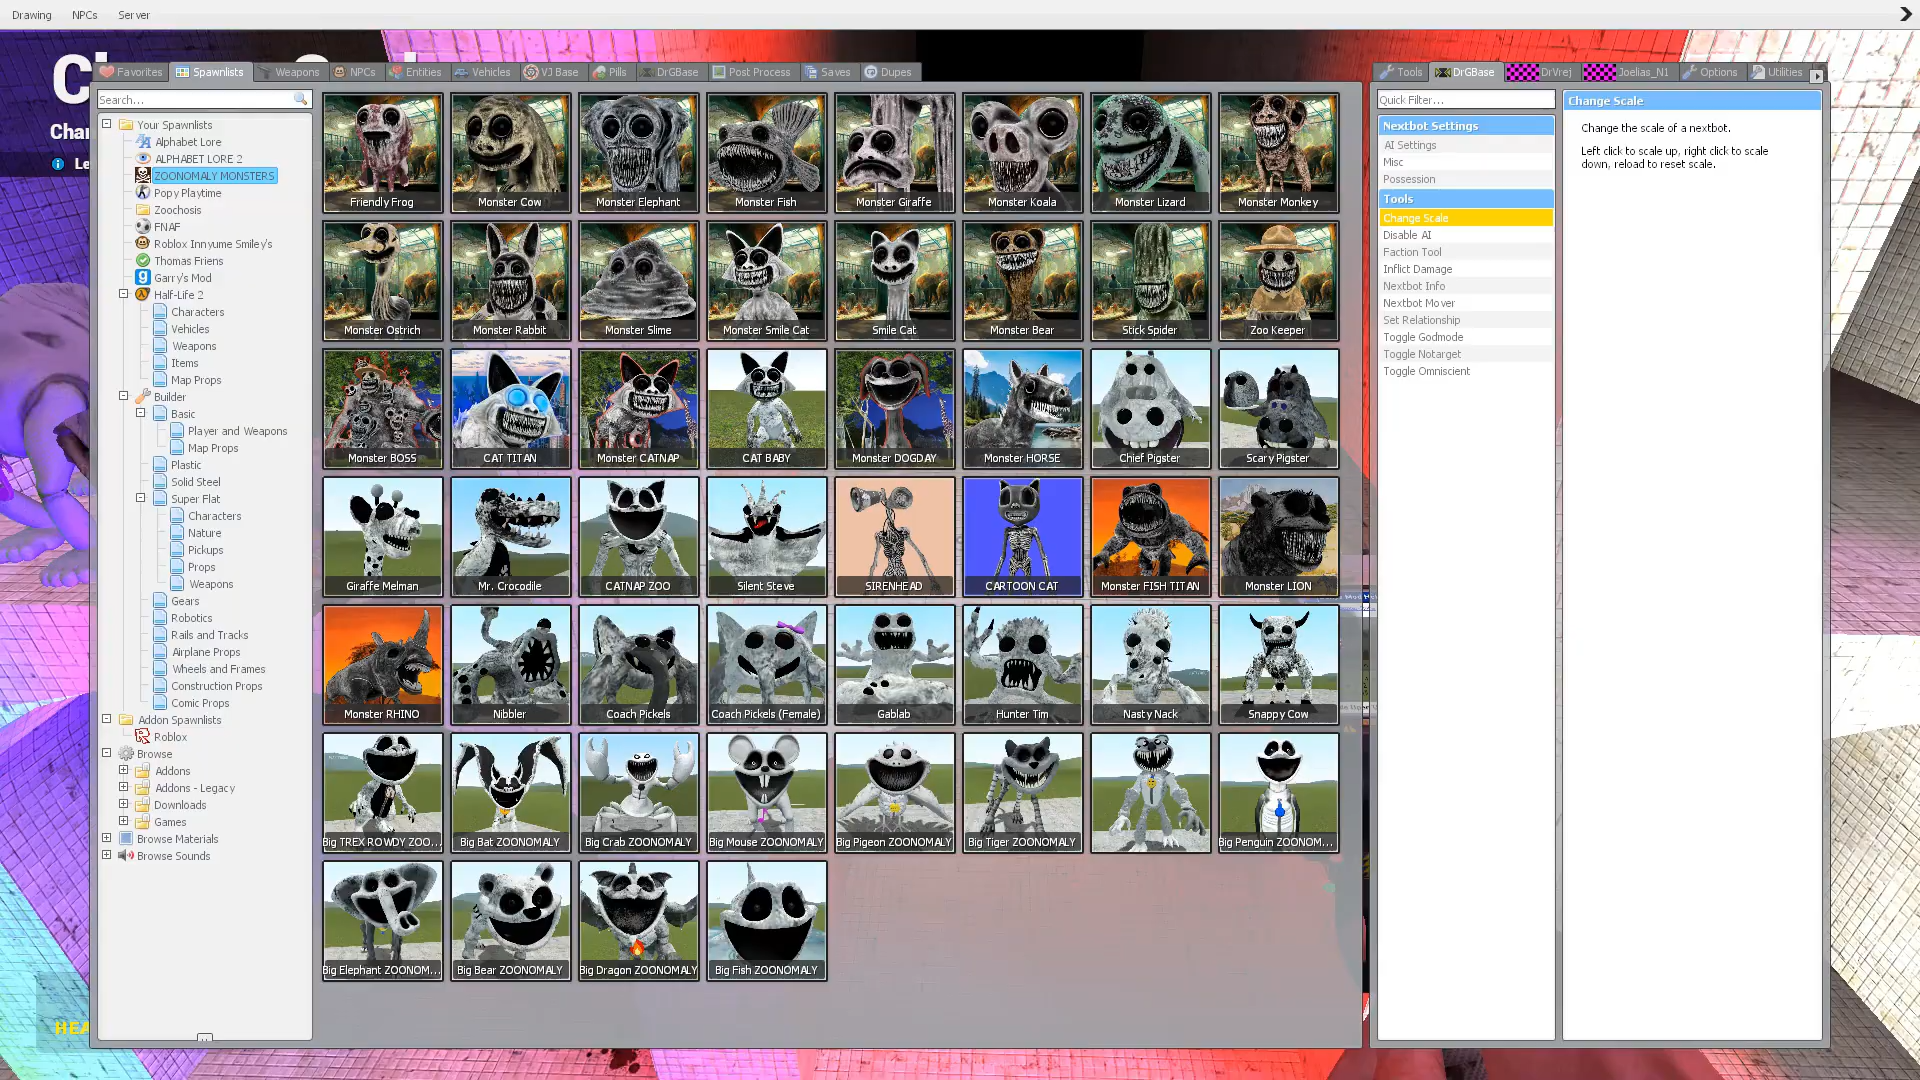 Drawing NPCs Server
Favorites Spawnlists Weapons NPCs Entities Vehicles VJ Base Pills DrGBase Post Process Saves Dupes
Search...
Your Spawnlists
Alphabet Lore
ALPHABET LORE 2
ZOONOMALY MONSTERS
Popy Playtime
Zoochosis
FNAF
Roblox Innyume Smiley's
Thomas Friens
Garry's Mod
Half-Life 2
Characters
Vehicles
Weapons
Items
Map Props
Builder
Basic
Player and Weapons
Map Props
Plastic
Solid Steel
Super Flat
Characters
Nature
Pickups
Props
Weapons
Gears
Robotics
Rails and Tracks
Airplane Props
Wheels and Frames
Construction Props
Comic Props
Addon Spawnlists
Roblox
Browse
Addons
Addons - Legacy
Downloads
Games
Browse Materials
Browse Sounds
Friendly Frog Monster Cow Monster Elephant Monster Fish Monster Giraffe Monster Koala Monster Lizard Monster Monkey
Monster Ostrich Monster Rabbit Monster Slime Monster Smile Cat Smile Cat Monster Bear Stick Spider Zoo Keeper
Monster BOSS CAT TITAN Monster CATNAP CAT BABY Monster DOGDAY Monster HORSE Chief Pigster Scary Pigster
Giraffe Melman Mr. Crocodile CATNAP ZOO Silent Steve SIRENHEAD CARTOON CAT Monster FISH TITAN Monster LION
Monster RHINO Nibbler Coach Pickels Coach Pickels (Female) Gablab Hunter Tim Nasty Nack Snappy Cow
Big TREX ROWDY ZOO... Big Bat ZOONOMALY Big Crab ZOONOMALY Big Mouse ZOONOMALY Big Pigeon ZOONOMALY Big Tiger ZOONOMALY Big Penguin ZOONOM...
Big Elephant ZOONOM... Big Bear ZOONOMALY Big Dragon ZOONOMALY Big Fish ZOONOMALY
Tools DrGBase DrVrej Joelias_N1 Options Utilities
Quick Filter...
Nextbot Settings
AI Settings
Misc
Possession
Tools
Change Scale
Disable AI
Faction Tool
Inflict Damage
Nextbot Info
Nextbot Mover
Set Relationship
Toggle Godmode
Toggle Notarget
Toggle Omniscient
Change Scale
Change the scale of a nextbot.
Left click to scale up, right click to scale
down, reload to reset scale.
Cha
Le
HEA